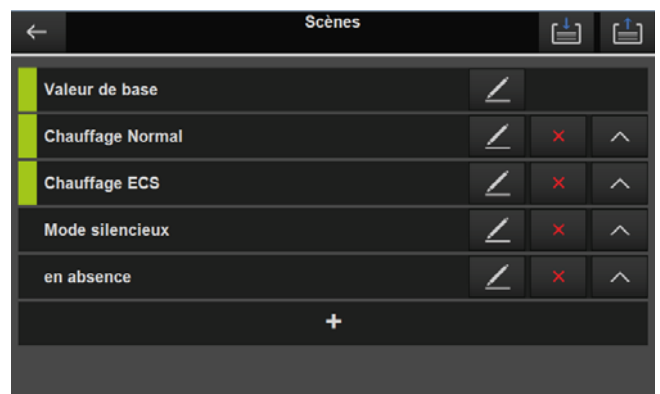 Scènes
Valeur de base
Chauffage Normal
Chauffage ECS
Mode silencieux
en absence
+